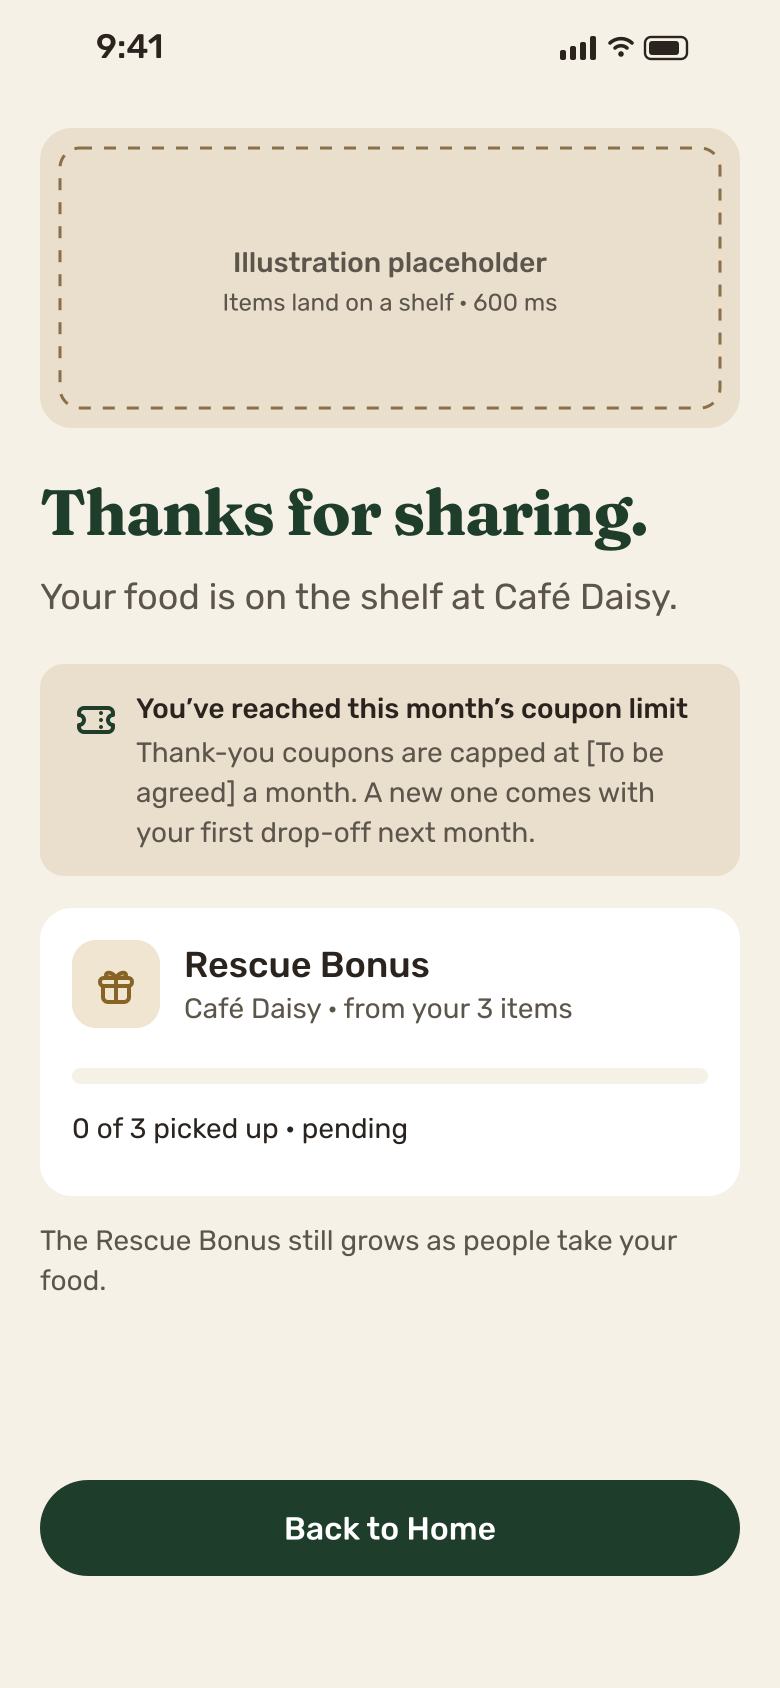 9:41
Illustration placeholder
Items land on a shelf • 600 ms
Thanks for sharing.
Your food is on the shelf at Café Daisy.
You’ve reached this month’s coupon limit
Thank-you coupons are capped at [To be
agreed] a month. A new one comes with
your first drop-off next month.
Rescue Bonus
Café Daisy • from your 3 items
0 of 3 picked up • pending
The Rescue Bonus still grows as people take your
food.
Back to Home